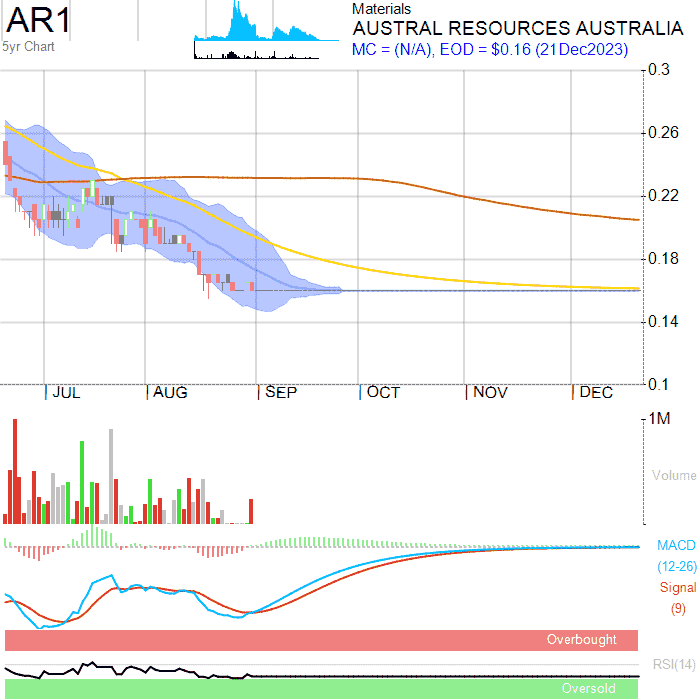 AR1
5yr Chart
Materials
AUSTRAL RESOURCES AUSTRALIA
MC = (N/A), EOD = $0.16 (21Dec2023)
0.3
0.26
0.22
0.18
0.14
0.1
JUL AUG SEP OCT NOV DEC
1M
Volume
MACD
(12-26)
Signal
(9)
Overbought
RSI(14)
Oversold